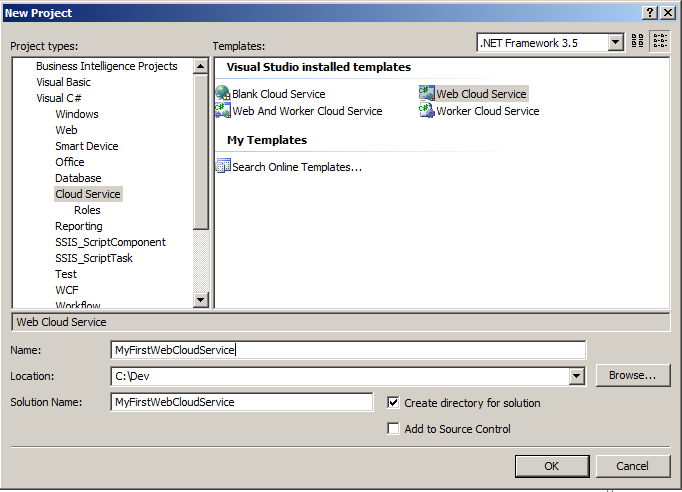 New Project
Project types:
Templates:
.NET Framework 3.5
Business Intelligence Projects
Visual Basic
Visual C#
Windows
Web
Smart Device
Office
Database
Cloud Service
Roles
Reporting
SSIS_ScriptComponent
SSIS_ScriptTask
Test
WCF
Workflow
Visual Studio installed templates
Blank Cloud Service
Web Cloud Service
Web And Worker Cloud Service
Worker Cloud Service
My Templates
Search Online Templates...
Web Cloud Service
Name:
MyFirstWebCloudService
Location:
C:\Dev
Browse...
Solution Name:
MyFirstWebCloudService
Create directory for solution
Add to Source Control
OK
Cancel